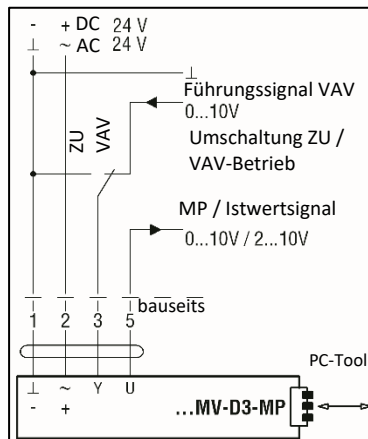 - + DC 24 V
⊥ ~ AC 24 V
⊥
Führungssignal VAV
0...10V
ZU
VAV
Umschaltung ZU /
VAV-Betrieb
MP / Istwertsignal
0...10V / 2...10V
bauseits
1 2 3 5
PC-Tool
⊥ ~ Y U
- +
...MV-D3-MP